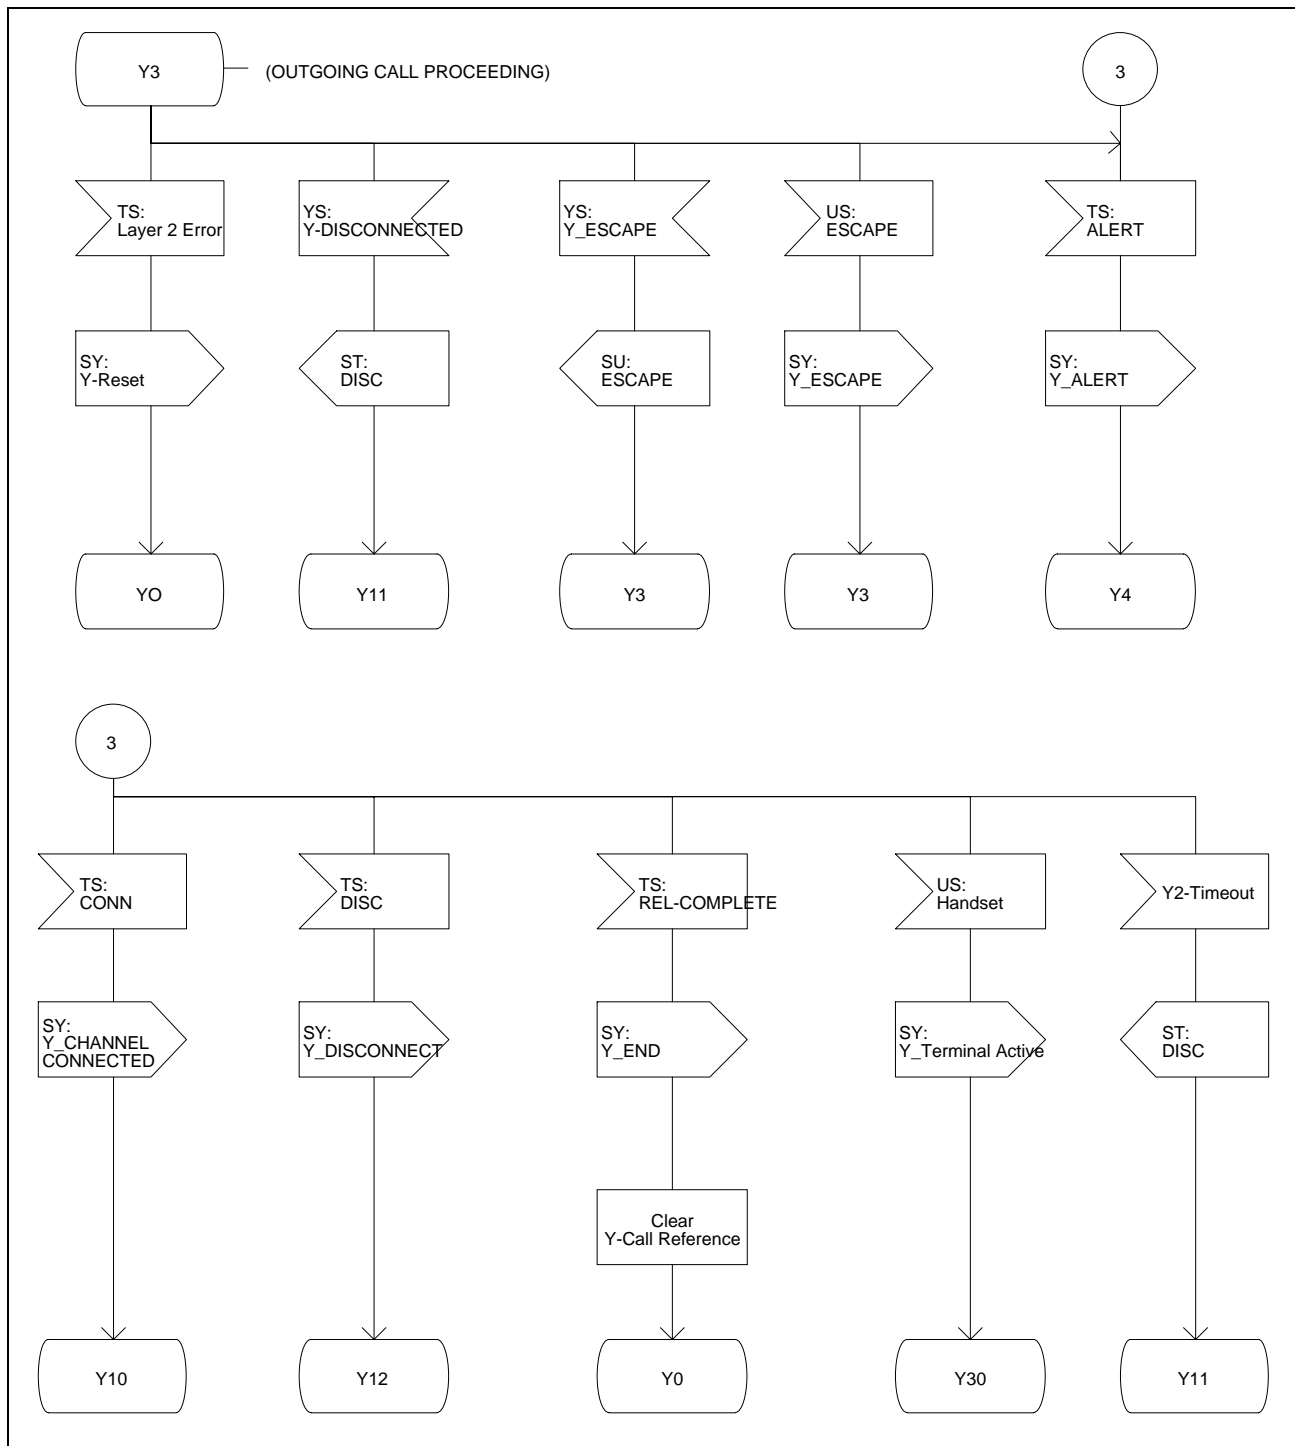 Y3
(OUTGOING CALL PROCEEDING)
3
TS:
Layer 2 Error
YS:
Y-DISCONNECTED
YS:
Y_ESCAPE
US:
ESCAPE
TS:
ALERT
SY:
Y-Reset
ST:
DISC
SU:
ESCAPE
SY:
Y_ESCAPE
SY:
Y_ALERT
YO
Y11
Y3
Y3
Y4
3
TS:
CONN
TS:
DISC
TS:
REL-COMPLETE
US:
Handset
Y2-Timeout
SY:
Y_CHANNEL
CONNECTED
SY:
Y_DISCONNECT
SY:
Y_END
SY:
Y_Terminal Active
ST:
DISC
Clear
Y-Call Reference
Y10
Y12
Y0
Y30
Y11